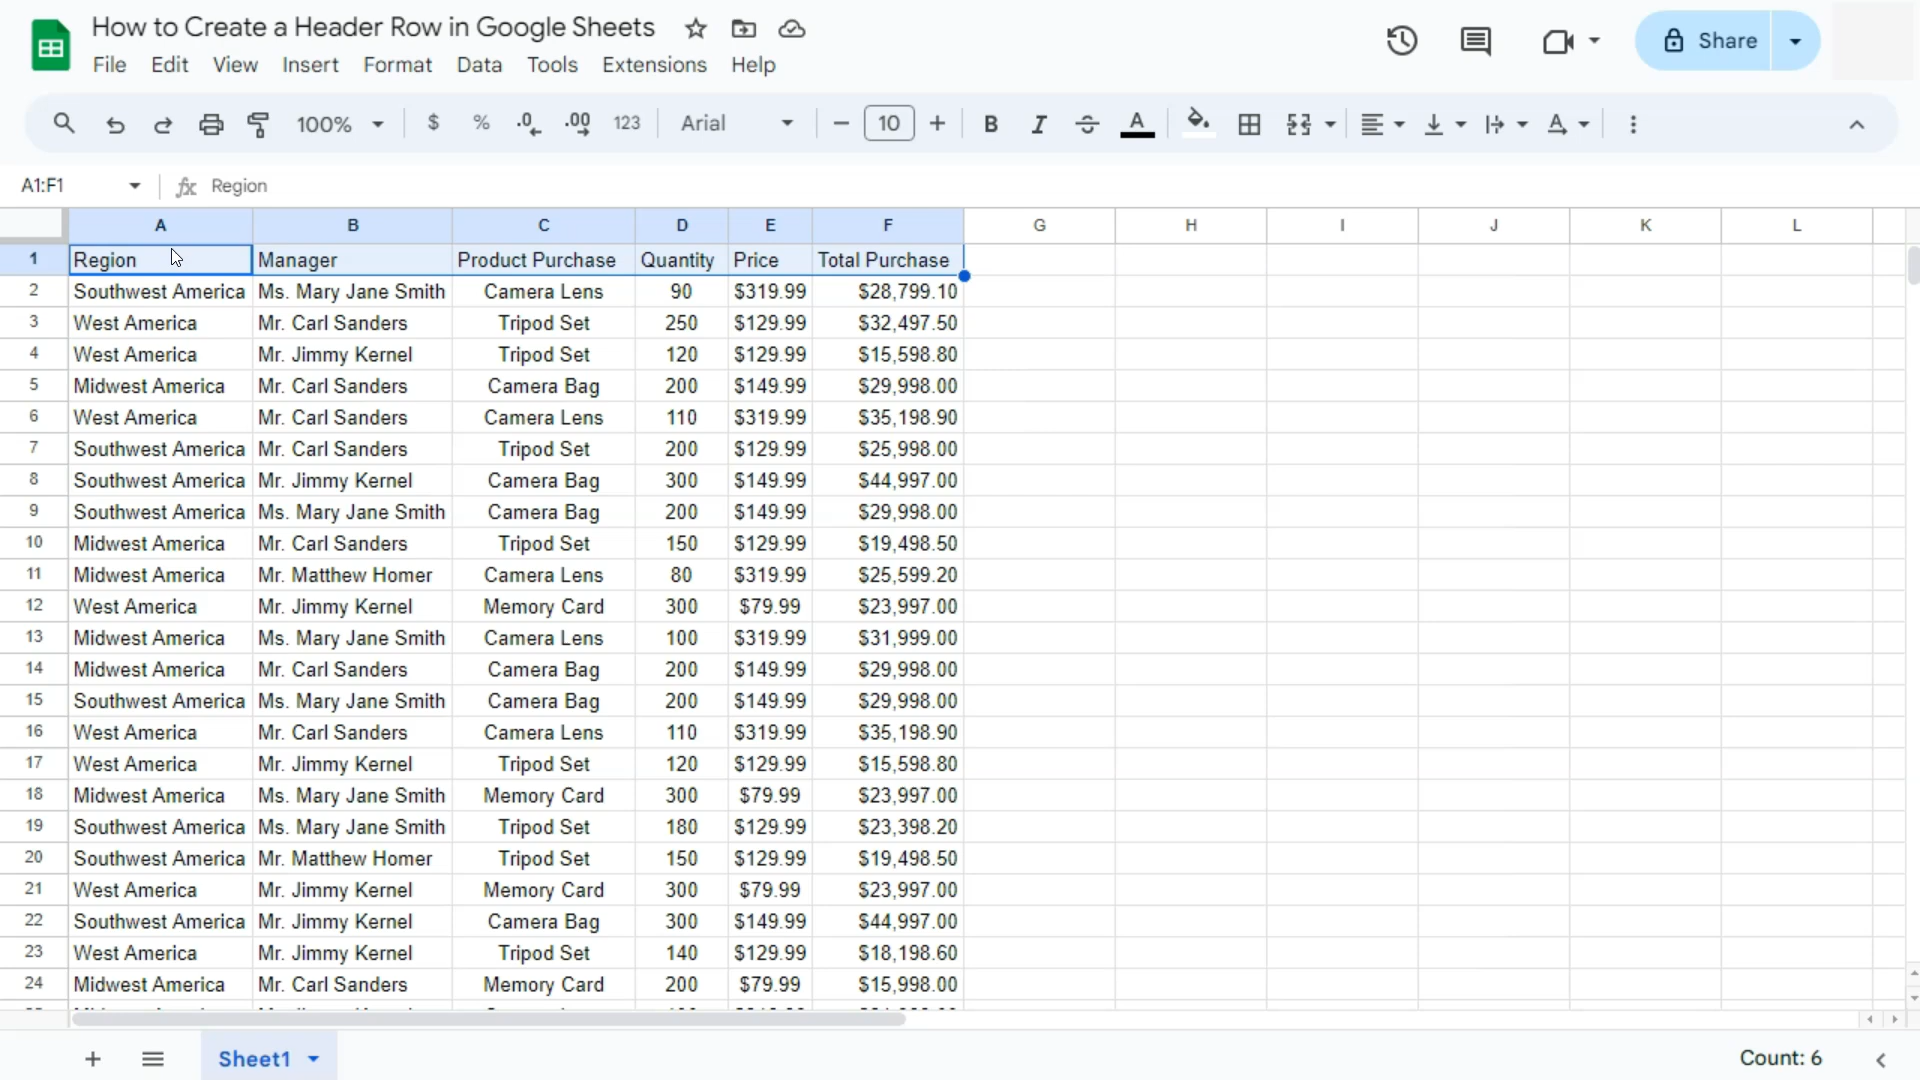 How to Create a Header Row in Google Sheets
File Edit View Insert Format Data Tools Extensions Help
Share
100% $ % .0 .00 123 Arial 10 B I A A
A1:F1 fx Region
A B C D E F G H I J K L
1 Region Manager Product Purchase Quantity Price Total Purchase
2 Southwest America Ms. Mary Jane Smith Camera Lens 90 $319.99 $28,799.10
3 West America Mr. Carl Sanders Tripod Set 250 $129.99 $32,497.50
4 West America Mr. Jimmy Kernel Tripod Set 120 $129.99 $15,598.80
5 Midwest America Mr. Carl Sanders Camera Bag 200 $149.99 $29,998.00
6 West America Mr. Carl Sanders Camera Lens 110 $319.99 $35,198.90
7 Southwest America Mr. Carl Sanders Tripod Set 200 $129.99 $25,998.00
8 Southwest America Mr. Jimmy Kernel Camera Bag 300 $149.99 $44,997.00
9 Southwest America Ms. Mary Jane Smith Camera Bag 200 $149.99 $29,998.00
10 Midwest America Mr. Carl Sanders Tripod Set 150 $129.99 $19,498.50
11 Midwest America Mr. Matthew Homer Camera Lens 80 $319.99 $25,599.20
12 West America Mr. Jimmy Kernel Memory Card 300 $79.99 $23,997.00
13 Midwest America Ms. Mary Jane Smith Camera Lens 100 $319.99 $31,999.00
14 Midwest America Mr. Carl Sanders Camera Bag 200 $149.99 $29,998.00
15 Southwest America Ms. Mary Jane Smith Camera Bag 200 $149.99 $29,998.00
16 West America Mr. Carl Sanders Camera Lens 110 $319.99 $35,198.90
17 West America Mr. Jimmy Kernel Tripod Set 120 $129.99 $15,598.80
18 Midwest America Ms. Mary Jane Smith Memory Card 300 $79.99 $23,997.00
19 Southwest America Ms. Mary Jane Smith Tripod Set 180 $129.99 $23,398.20
20 Southwest America Mr. Matthew Homer Tripod Set 150 $129.99 $19,498.50
21 West America Mr. Jimmy Kernel Memory Card 300 $79.99 $23,997.00
22 Southwest America Mr. Jimmy Kernel Camera Bag 300 $149.99 $44,997.00
23 West America Mr. Jimmy Kernel Tripod Set 140 $129.99 $18,198.60
24 Midwest America Mr. Carl Sanders Memory Card 200 $79.99 $15,998.00
Sheet1 Count: 6